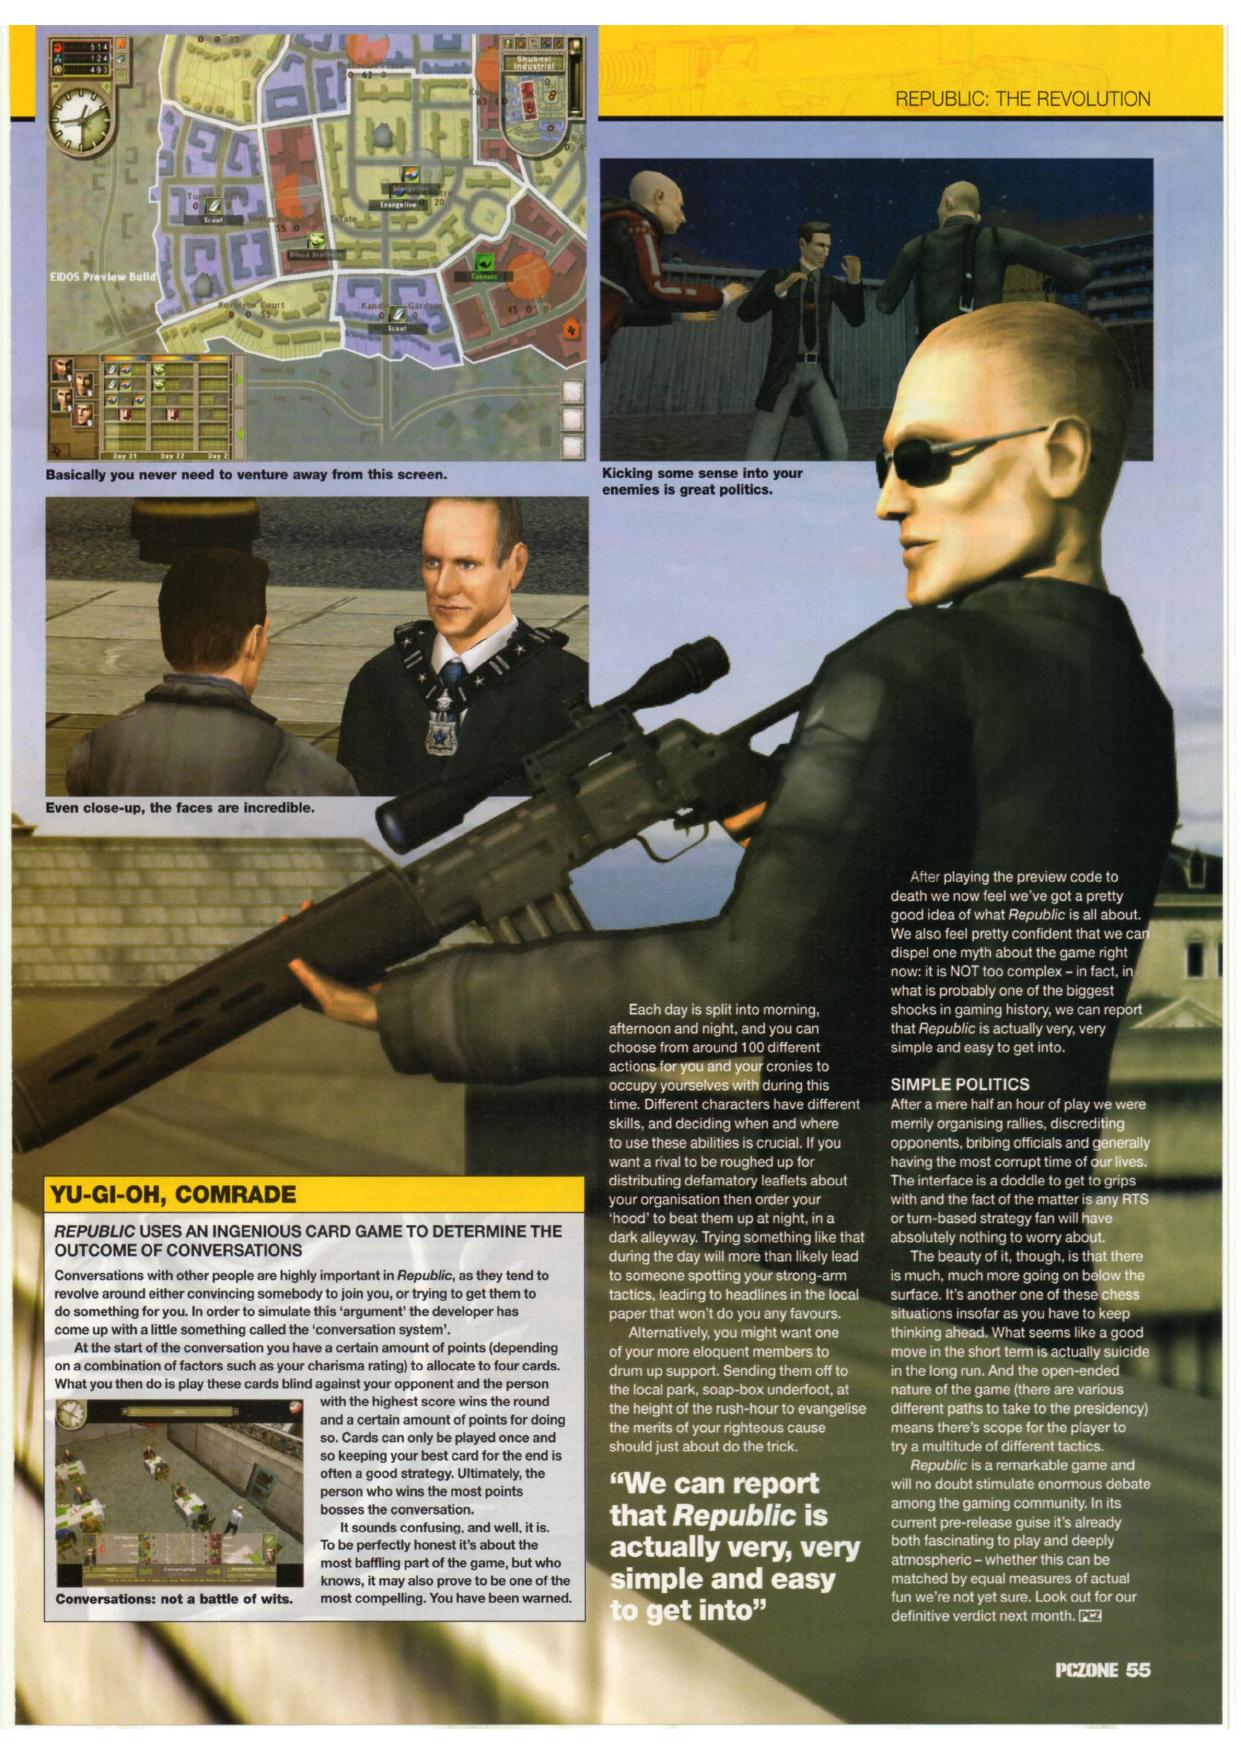 REPUBLIC: THE REVOLUTION
514
124
493
Shubnei
Industrial
Scout
Evangelise
Evangelise
Blood Brothers
Canvass
Scout
EIDOS Preview Build
Day 21 Day 22 Day 2
Basically you never need to venture away from this screen.
Kicking some sense into your
enemies is great politics.
Even close-up, the faces are incredible.
YU-GI-OH, COMRADE
REPUBLIC USES AN INGENIOUS CARD GAME TO DETERMINE THE
OUTCOME OF CONVERSATIONS
Conversations with other people are highly important in Republic, as they tend to
revolve around either convincing somebody to join you, or trying to get them to
do something for you. In order to simulate this ‘argument’ the developer has
come up with a little something called the ‘conversation system’.
At the start of the conversation you have a certain amount of points (depending
on a combination of factors such as your charisma rating) to allocate to four cards.
What you then do is play these cards blind against your opponent and the person
with the highest score wins the round
and a certain amount of points for doing
so. Cards can only be played once and
so keeping your best card for the end is
often a good strategy. Ultimately, the
person who wins the most points
bosses the conversation.
It sounds confusing, and well, it is.
To be perfectly honest it’s about the
most baffling part of the game, but who
knows, it may also prove to be one of the
most compelling. You have been warned.
Conversation
Conversations: not a battle of wits.
Each day is split into morning,
afternoon and night, and you can
choose from around 100 different
actions for you and your cronies to
occupy yourselves with during this
time. Different characters have different
skills, and deciding when and where
to use these abilities is crucial. If you
want a rival to be roughed up for
distributing defamatory leaflets about
your organisation then order your
‘hood’ to beat them up at night, in a
dark alleyway. Trying something like that
during the day will more than likely lead
to someone spotting your strong-arm
tactics, leading to headlines in the local
paper that won’t do you any favours.
Alternatively, you might want one
of your more eloquent members to
drum up support. Sending them off to
the local park, soap-box underfoot, at
the height of the rush-hour to evangelise
the merits of your righteous cause
should just about do the trick.
“We can report
that Republic is
actually very, very
simple and easy
to get into”
After playing the preview code to
death we now feel we’ve got a pretty
good idea of what Republic is all about.
We also feel pretty confident that we can
dispel one myth about the game right
now: it is NOT too complex – in fact, in
what is probably one of the biggest
shocks in gaming history, we can report
that Republic is actually very, very
simple and easy to get into.
SIMPLE POLITICS
After a mere half an hour of play we were
merrily organising rallies, discrediting
opponents, bribing officials and generally
having the most corrupt time of our lives.
The interface is a doddle to get to grips
with and the fact of the matter is any RTS
or turn-based strategy fan will have
absolutely nothing to worry about.
The beauty of it, though, is that there
is much, much more going on below the
surface. It’s another one of these chess
situations insofar as you have to keep
thinking ahead. What seems like a good
move in the short term is actually suicide
in the long run. And the open-ended
nature of the game (there are various
different paths to take to the presidency)
means there’s scope for the player to
try a multitude of different tactics.
Republic is a remarkable game and
will no doubt stimulate enormous debate
among the gaming community. In its
current pre-release guise it’s already
both fascinating to play and deeply
atmospheric – whether this can be
matched by equal measures of actual
fun we’re not yet sure. Look out for our
definitive verdict next month. PCZ
PCZONE 55